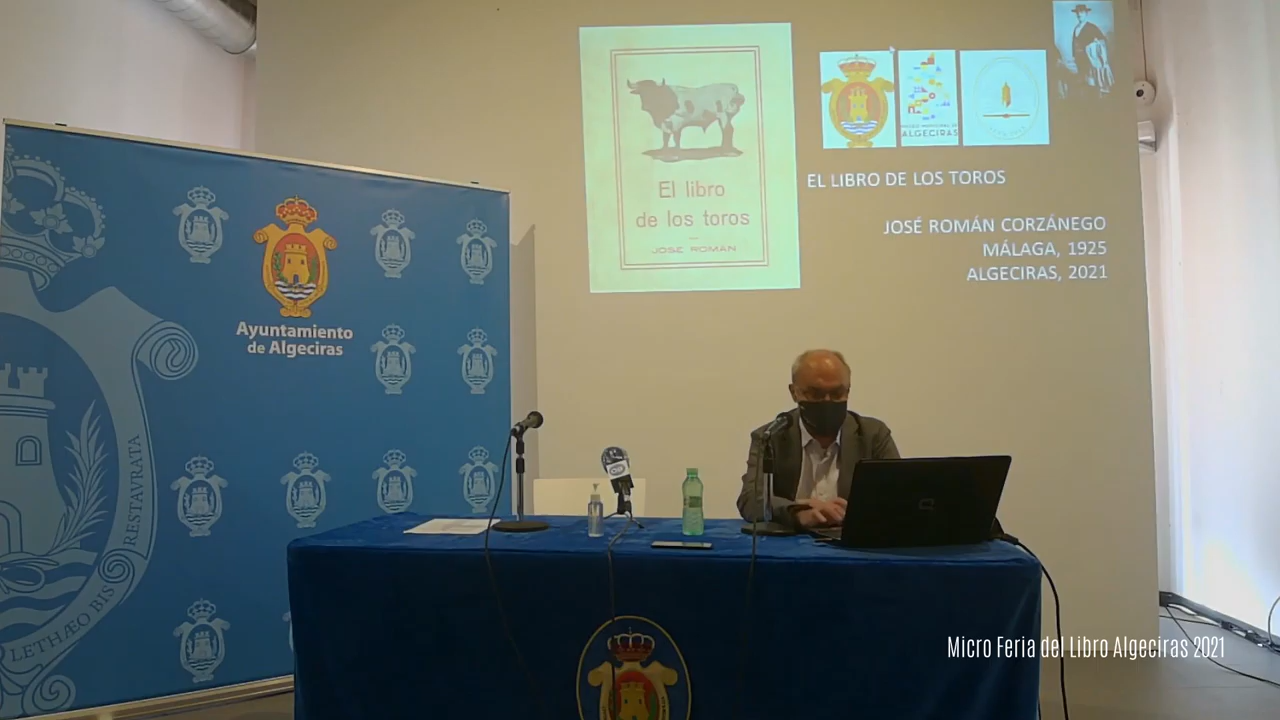 El libro
de los toros
JOSÉ ROMÁN
ALGECIRAS
EL LIBRO DE LOS TOROS
JOSÉ ROMÁN CORZÁNEGO
MÁLAGA, 1925
ALGECIRAS, 2021
Ayuntamiento
de Algeciras
LETHÆO BIS RESTAVRATA
Micro Feria del Libro Algeciras 2021